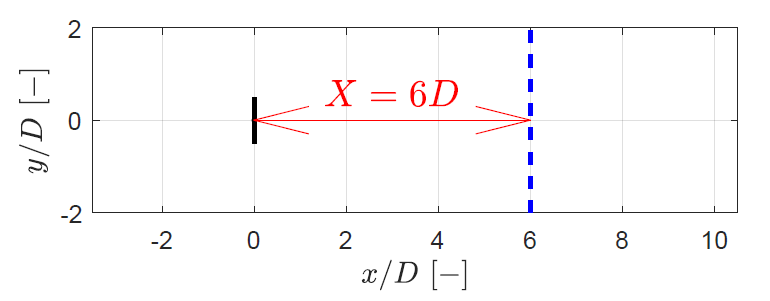 2
X = 6D
0
y/D [−]
-2
-2 0 2 4 6 8 10
x/D [−]